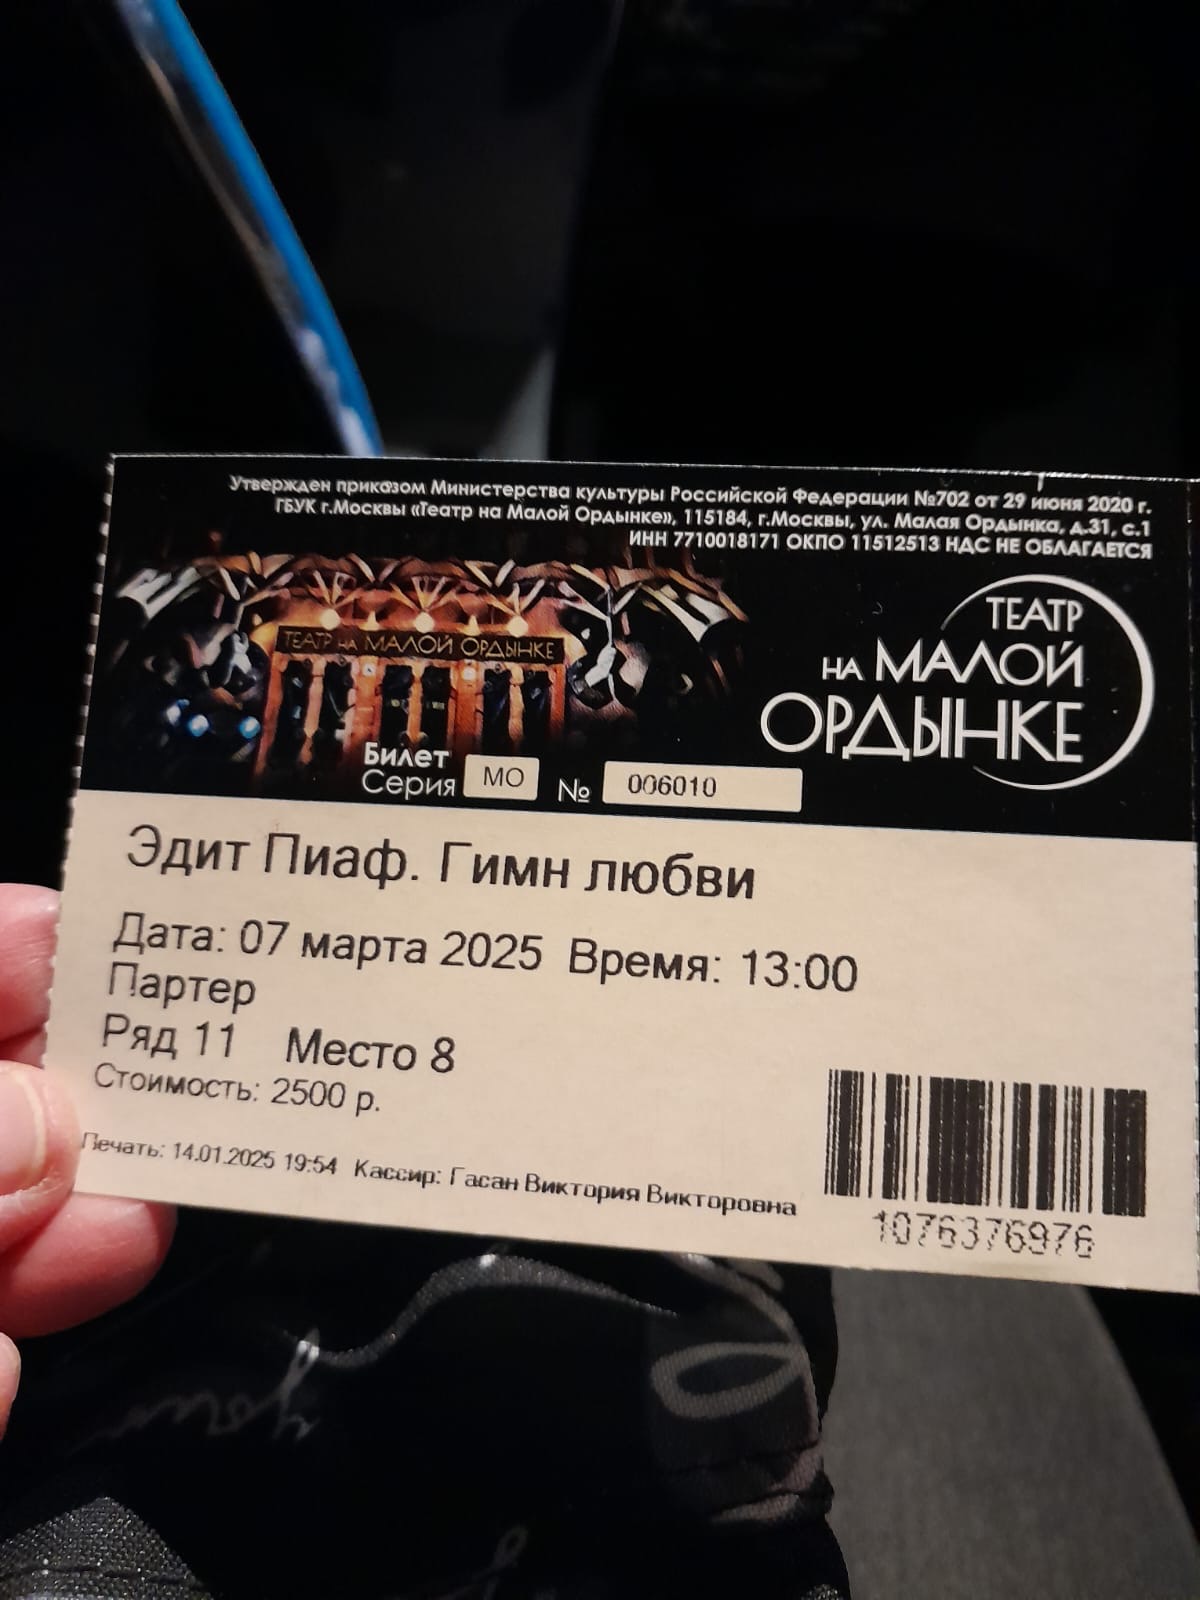 Утвержден приказом Министерства культуры Российской Федерации №702 от 29 июня 2020 г.
ГБУК г.Москвы «Театр на Малой Ордынке», 115184, г.Москвы, ул. Малая Ордынка, д.31, с.1
ИНН 7710018171 ОКПО 11512513 НДС НЕ ОБЛАГАЕТСЯ
ТЕАТР НА МАЛОЙ ОРДЫНКЕ
ТЕАТР
НА МАЛОЙ
ОРДЫНКЕ
Билет
Серия МО № 006010
Эдит Пиаф. Гимн любви
Дата: 07 марта 2025 Время: 13:00
Партер
Ряд 11 Место 8
Стоимость: 2500 р.
Печать: 14.01.2025 19:54 Кассир: Гасан Виктория Викторовна
1076376976
you